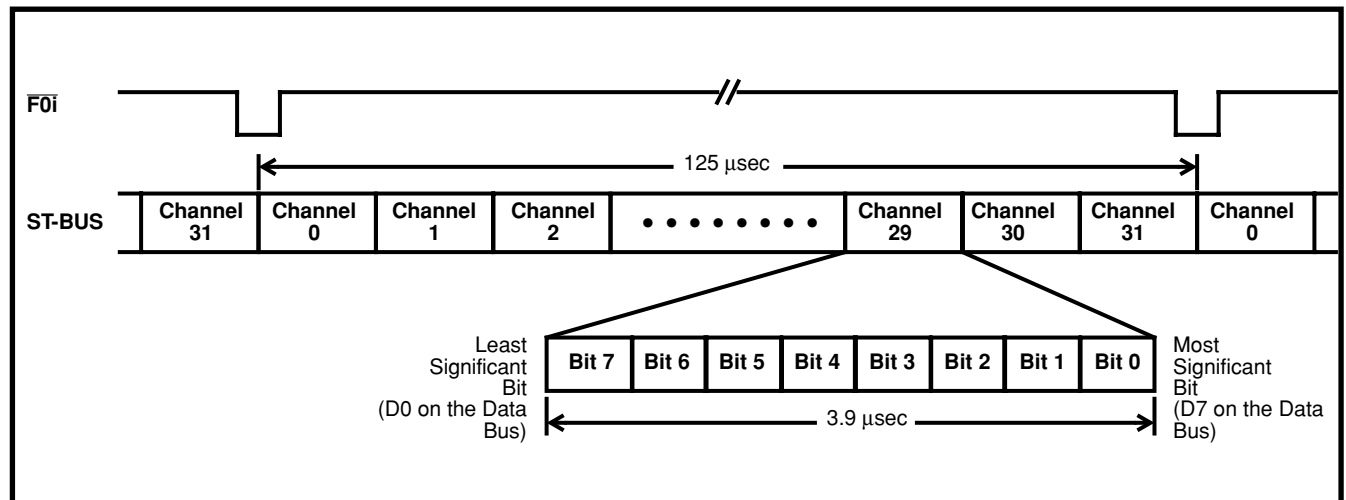 F0i
125 μsec
ST-BUS
Channel 31
Channel 0
Channel 1
Channel 2
Channel 29
Channel 30
Channel 31
Channel 0
Least
Significant
Bit
(D0 on the Data
Bus)
Bit 7
Bit 6
Bit 5
Bit 4
Bit 3
Bit 2
Bit 1
Bit 0
Most
Significant
Bit
(D7 on the Data
Bus)
3.9 μsec